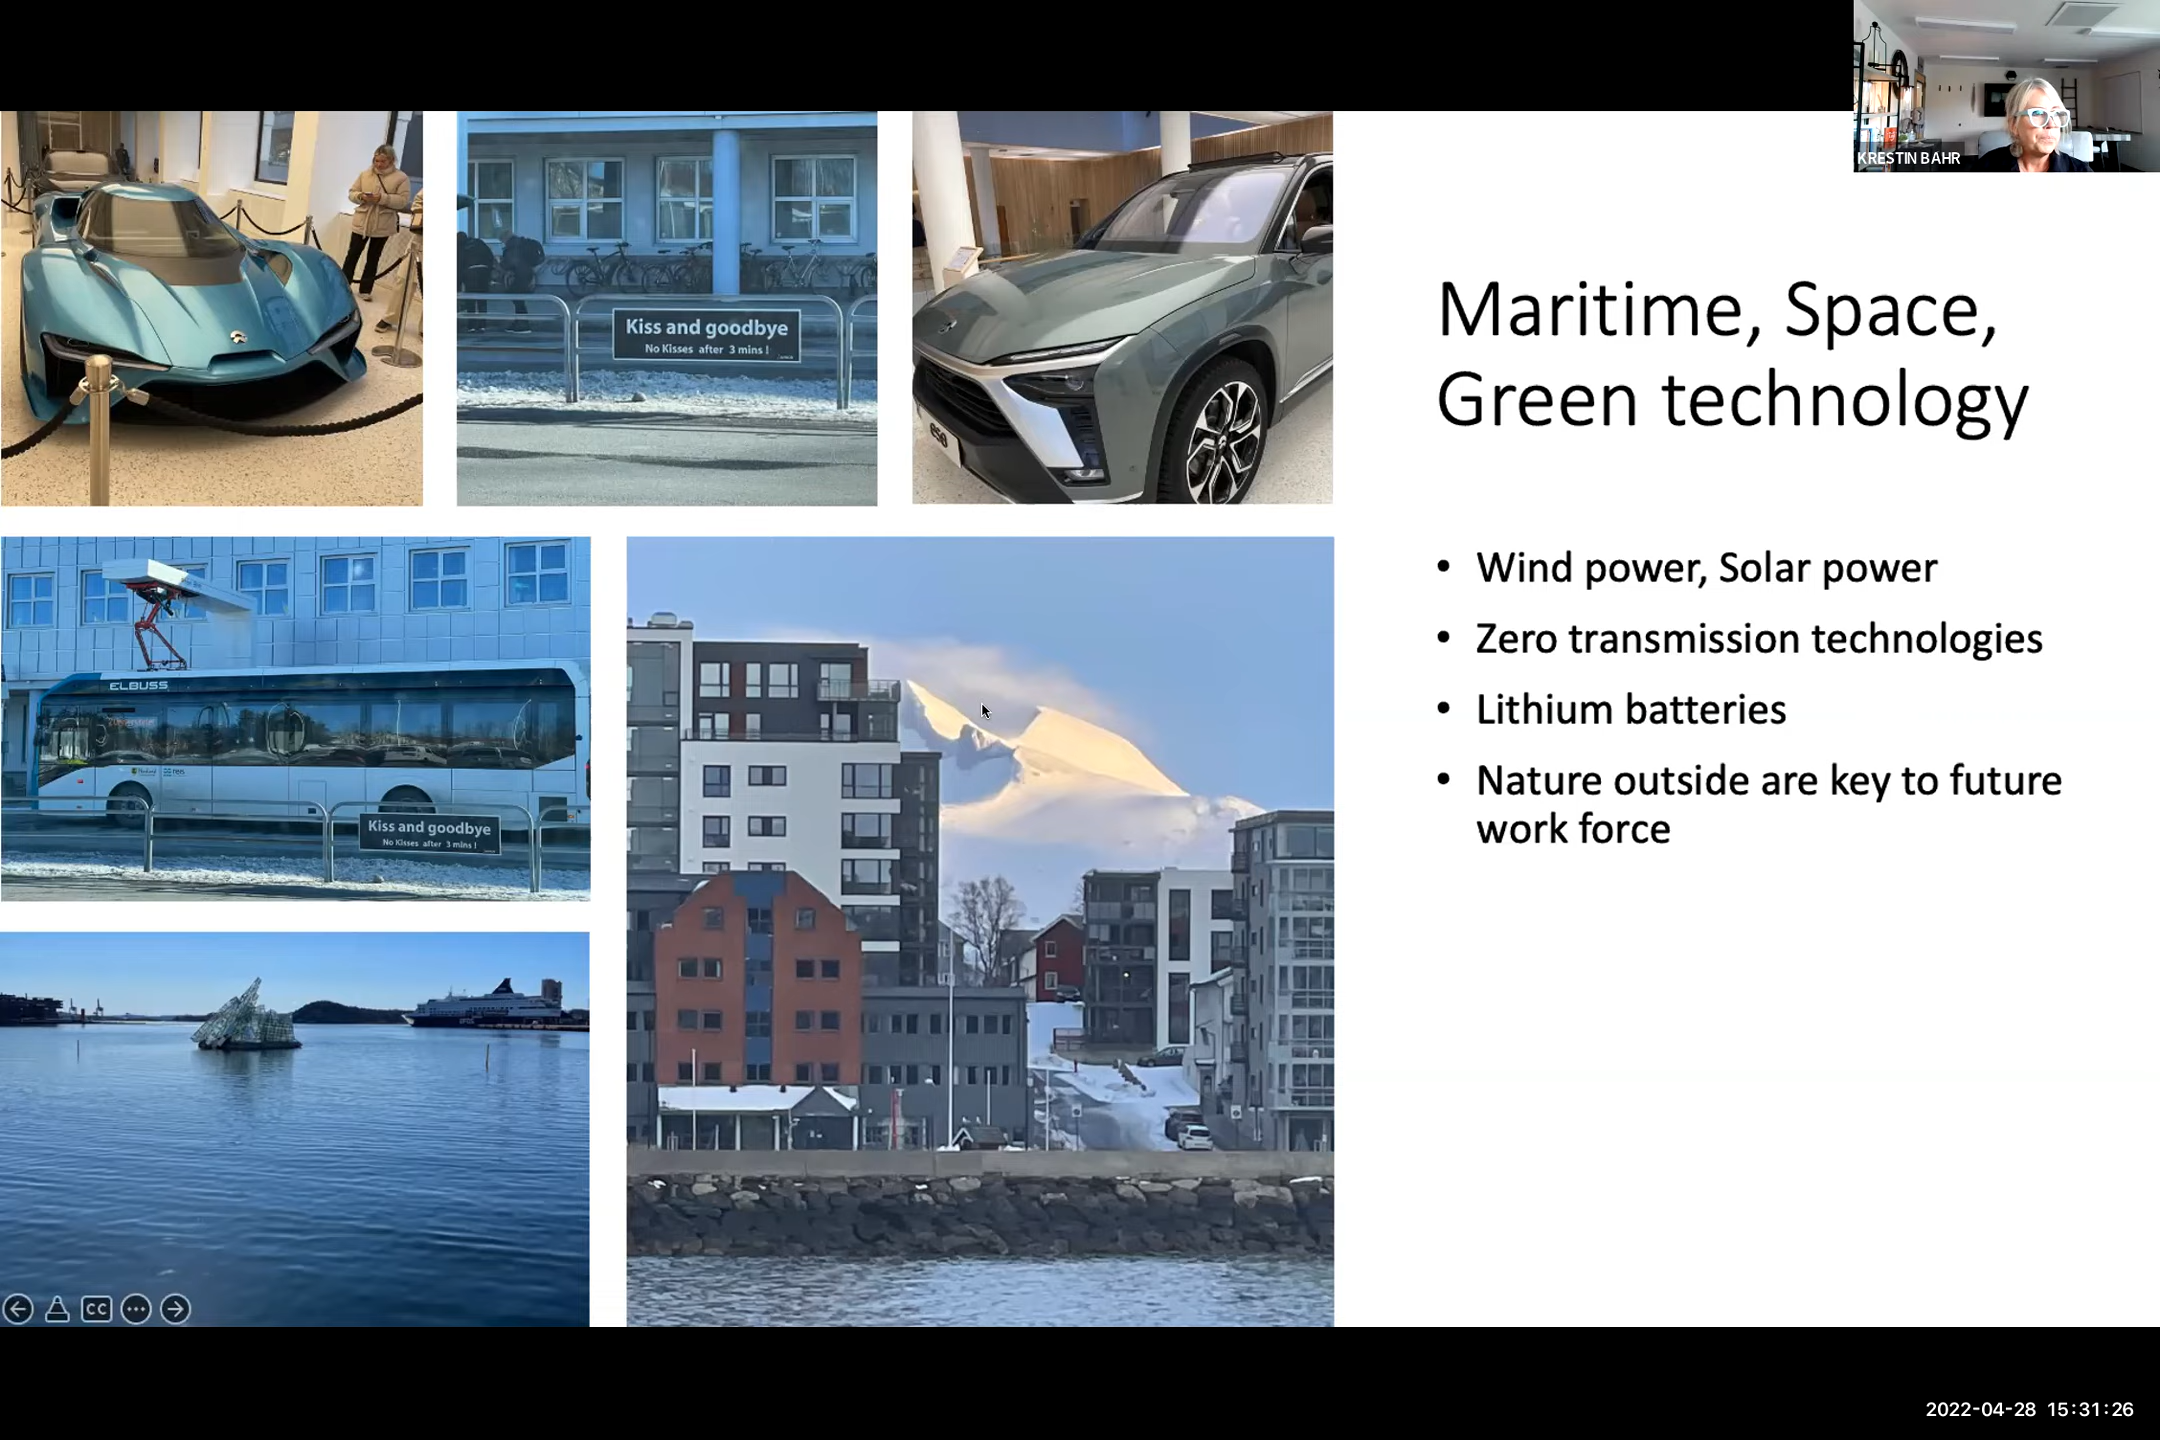 KRESTIN BAHR
Kiss and goodbye
No Kisses after 3 mins !
ES8
Maritime, Space,
Green technology
Wind power, Solar power
Zero transmission technologies
Lithium batteries
Nature outside are key to future
work force
ELBUSS
Kiss and goodbye
No Kisses after 3 mins !
CC
2022-04-28 15:31:26